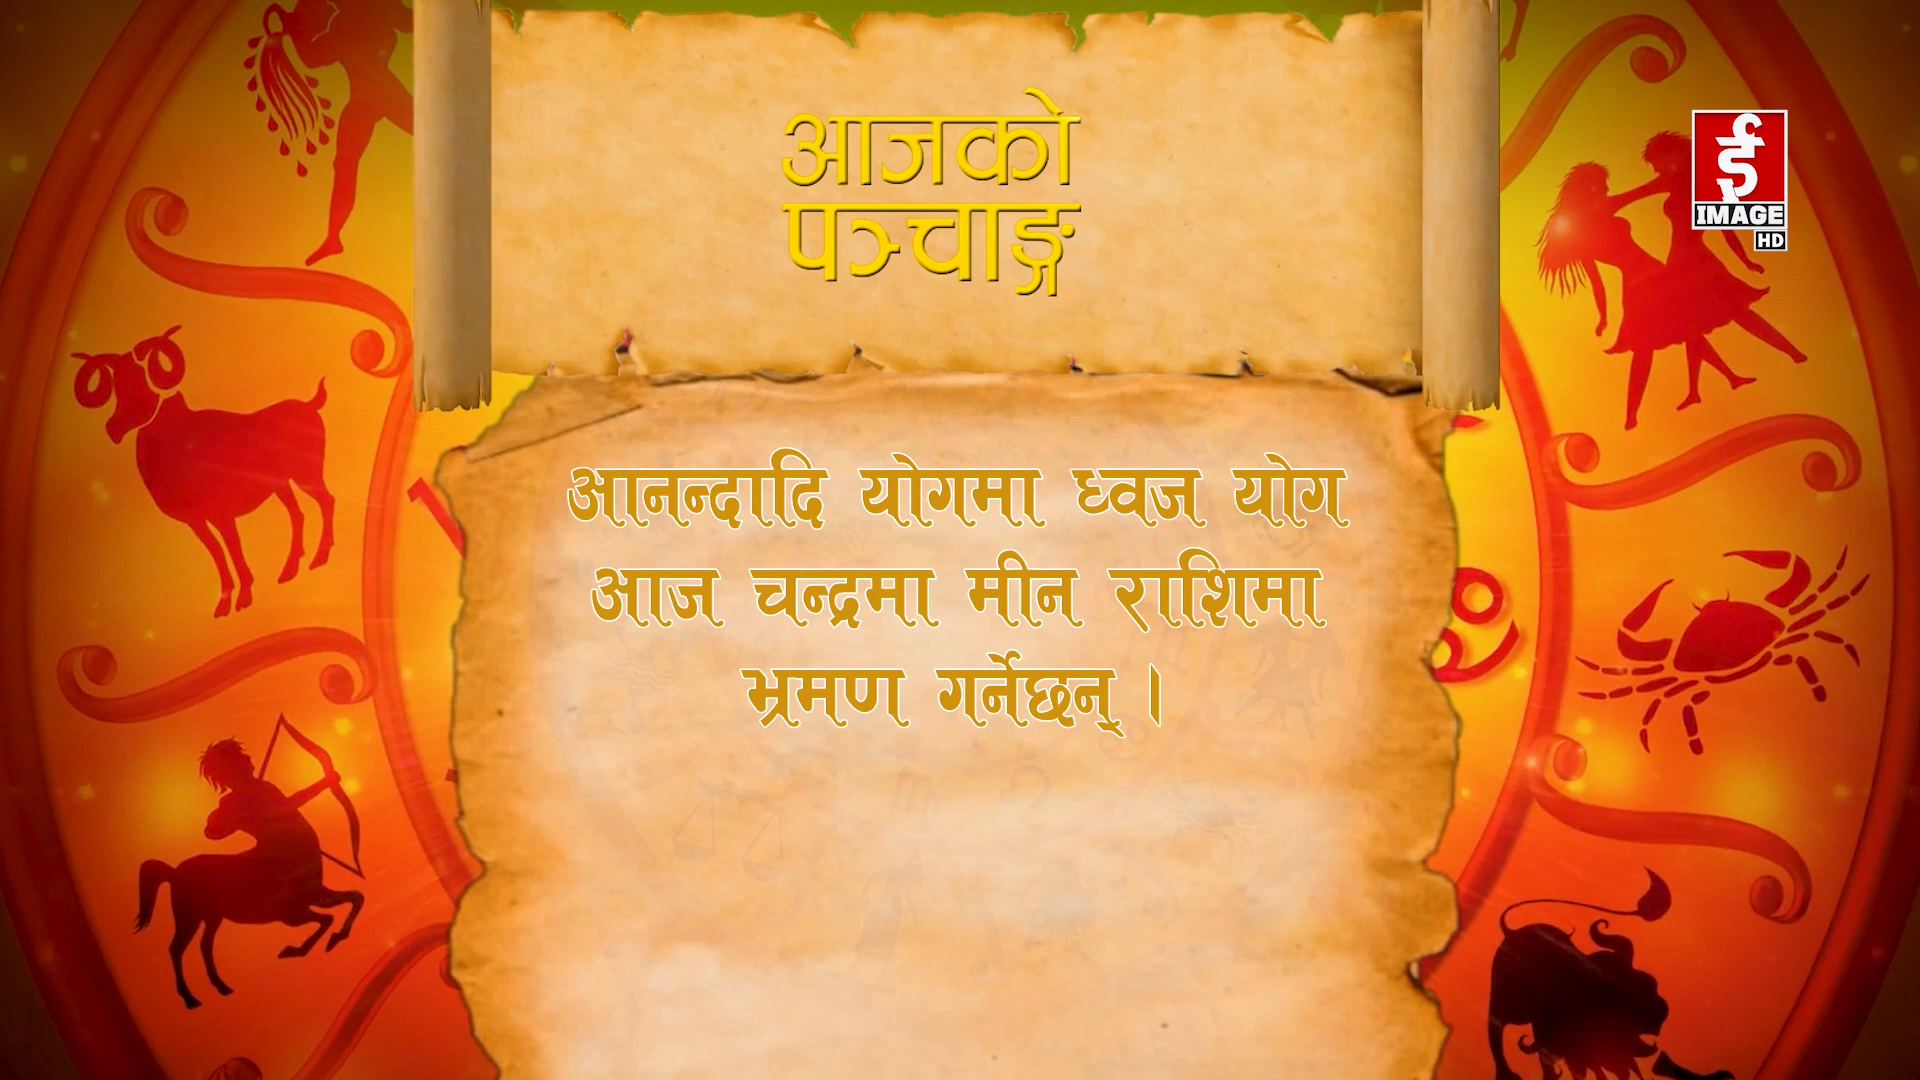 आजको
पञ्चाङ्ग
ई
IMAGE
HD
आनन्दादि योगमा ध्वज योग
आज चन्द्रमा मीन राशिमा
भ्रमण गर्नेछन् ।